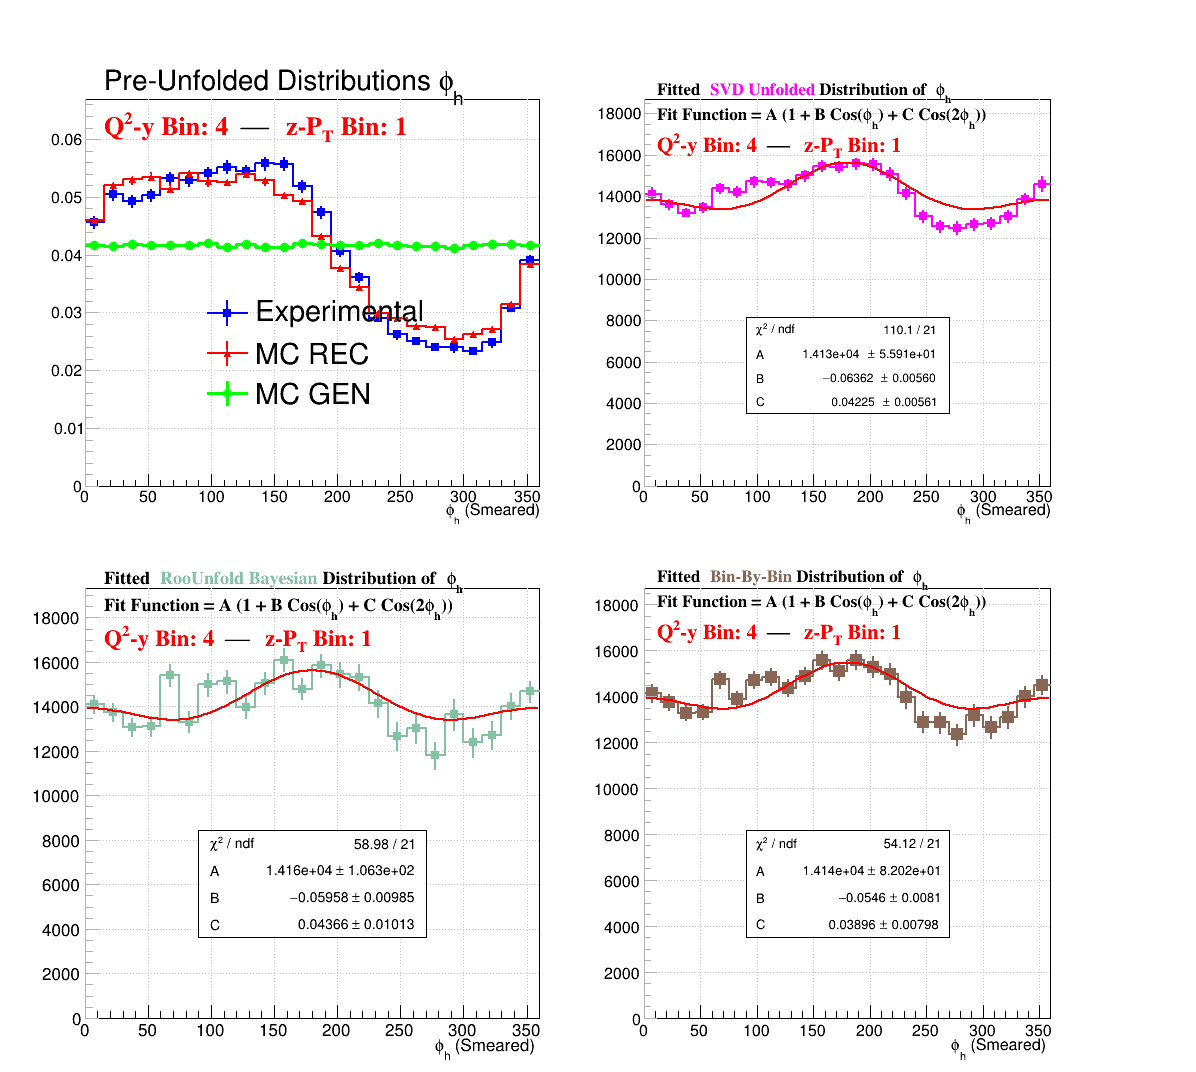 Pre-Unfolded Distributions ϕh
Q²-y Bin: 4 — z-PT Bin: 1
0.06
0.05
0.04
0.03
0.02
0.01
0
Experimental
MC REC
MC GEN
0 50 100 150 200 250 300 350
ϕh (Smeared)
Fitted SVD Unfolded Distribution of ϕh
Fit Function = A (1 + B Cos(ϕh) + C Cos(2ϕh))
Q²-y Bin: 4 — z-PT Bin: 1
18000
16000
14000
12000
10000
8000
6000
4000
2000
0
χ² / ndf 110.1 / 21
A 1.413e+04 ± 5.591e+01
B −0.06362 ± 0.00560
C 0.04225 ± 0.00561
0 50 100 150 200 250 300 350
ϕh (Smeared)
Fitted RooUnfold Bayesian Distribution of ϕh
Fit Function = A (1 + B Cos(ϕh) + C Cos(2ϕh))
Q²-y Bin: 4 — z-PT Bin: 1
18000
16000
14000
12000
10000
8000
6000
4000
2000
0
χ² / ndf 58.98 / 21
A 1.416e+04 ± 1.063e+02
B −0.05958 ± 0.00985
C 0.04366 ± 0.01013
0 50 100 150 200 250 300 350
ϕh (Smeared)
Fitted Bin-By-Bin Distribution of ϕh
Fit Function = A (1 + B Cos(ϕh) + C Cos(2ϕh))
Q²-y Bin: 4 — z-PT Bin: 1
18000
16000
14000
12000
10000
8000
6000
4000
2000
0
χ² / ndf 54.12 / 21
A 1.414e+04 ± 8.202e+01
B −0.0546 ± 0.0081
C 0.03896 ± 0.00798
0 50 100 150 200 250 300 350
ϕh (Smeared)